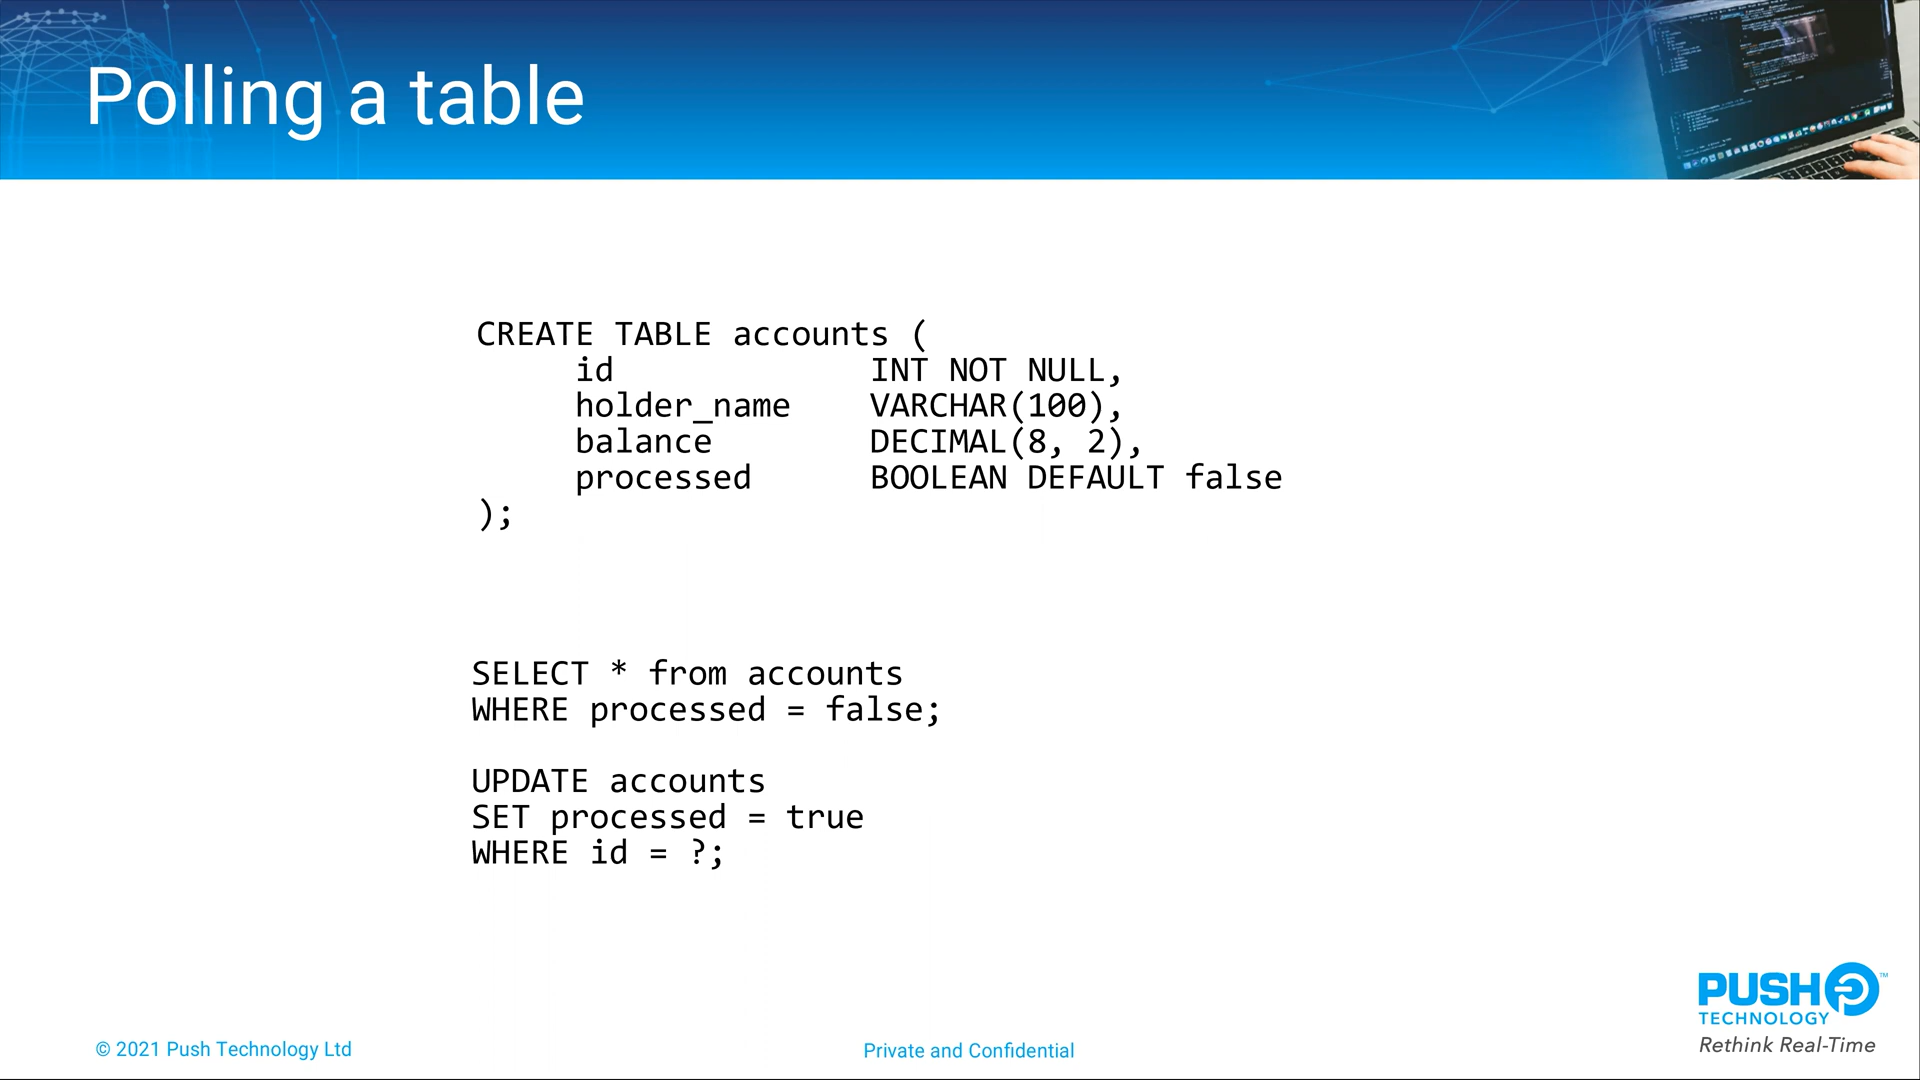 Polling a table
CREATE TABLE accounts (
id INT NOT NULL,
holder_name VARCHAR(100),
balance DECIMAL(8, 2),
processed BOOLEAN DEFAULT false
);
SELECT * from accounts
WHERE processed = false;
UPDATE accounts
SET processed = true
WHERE id = ?;
PUSH TM
TECHNOLOGY
Rethink Real-Time
© 2021 Push Technology Ltd
Private and Confidential